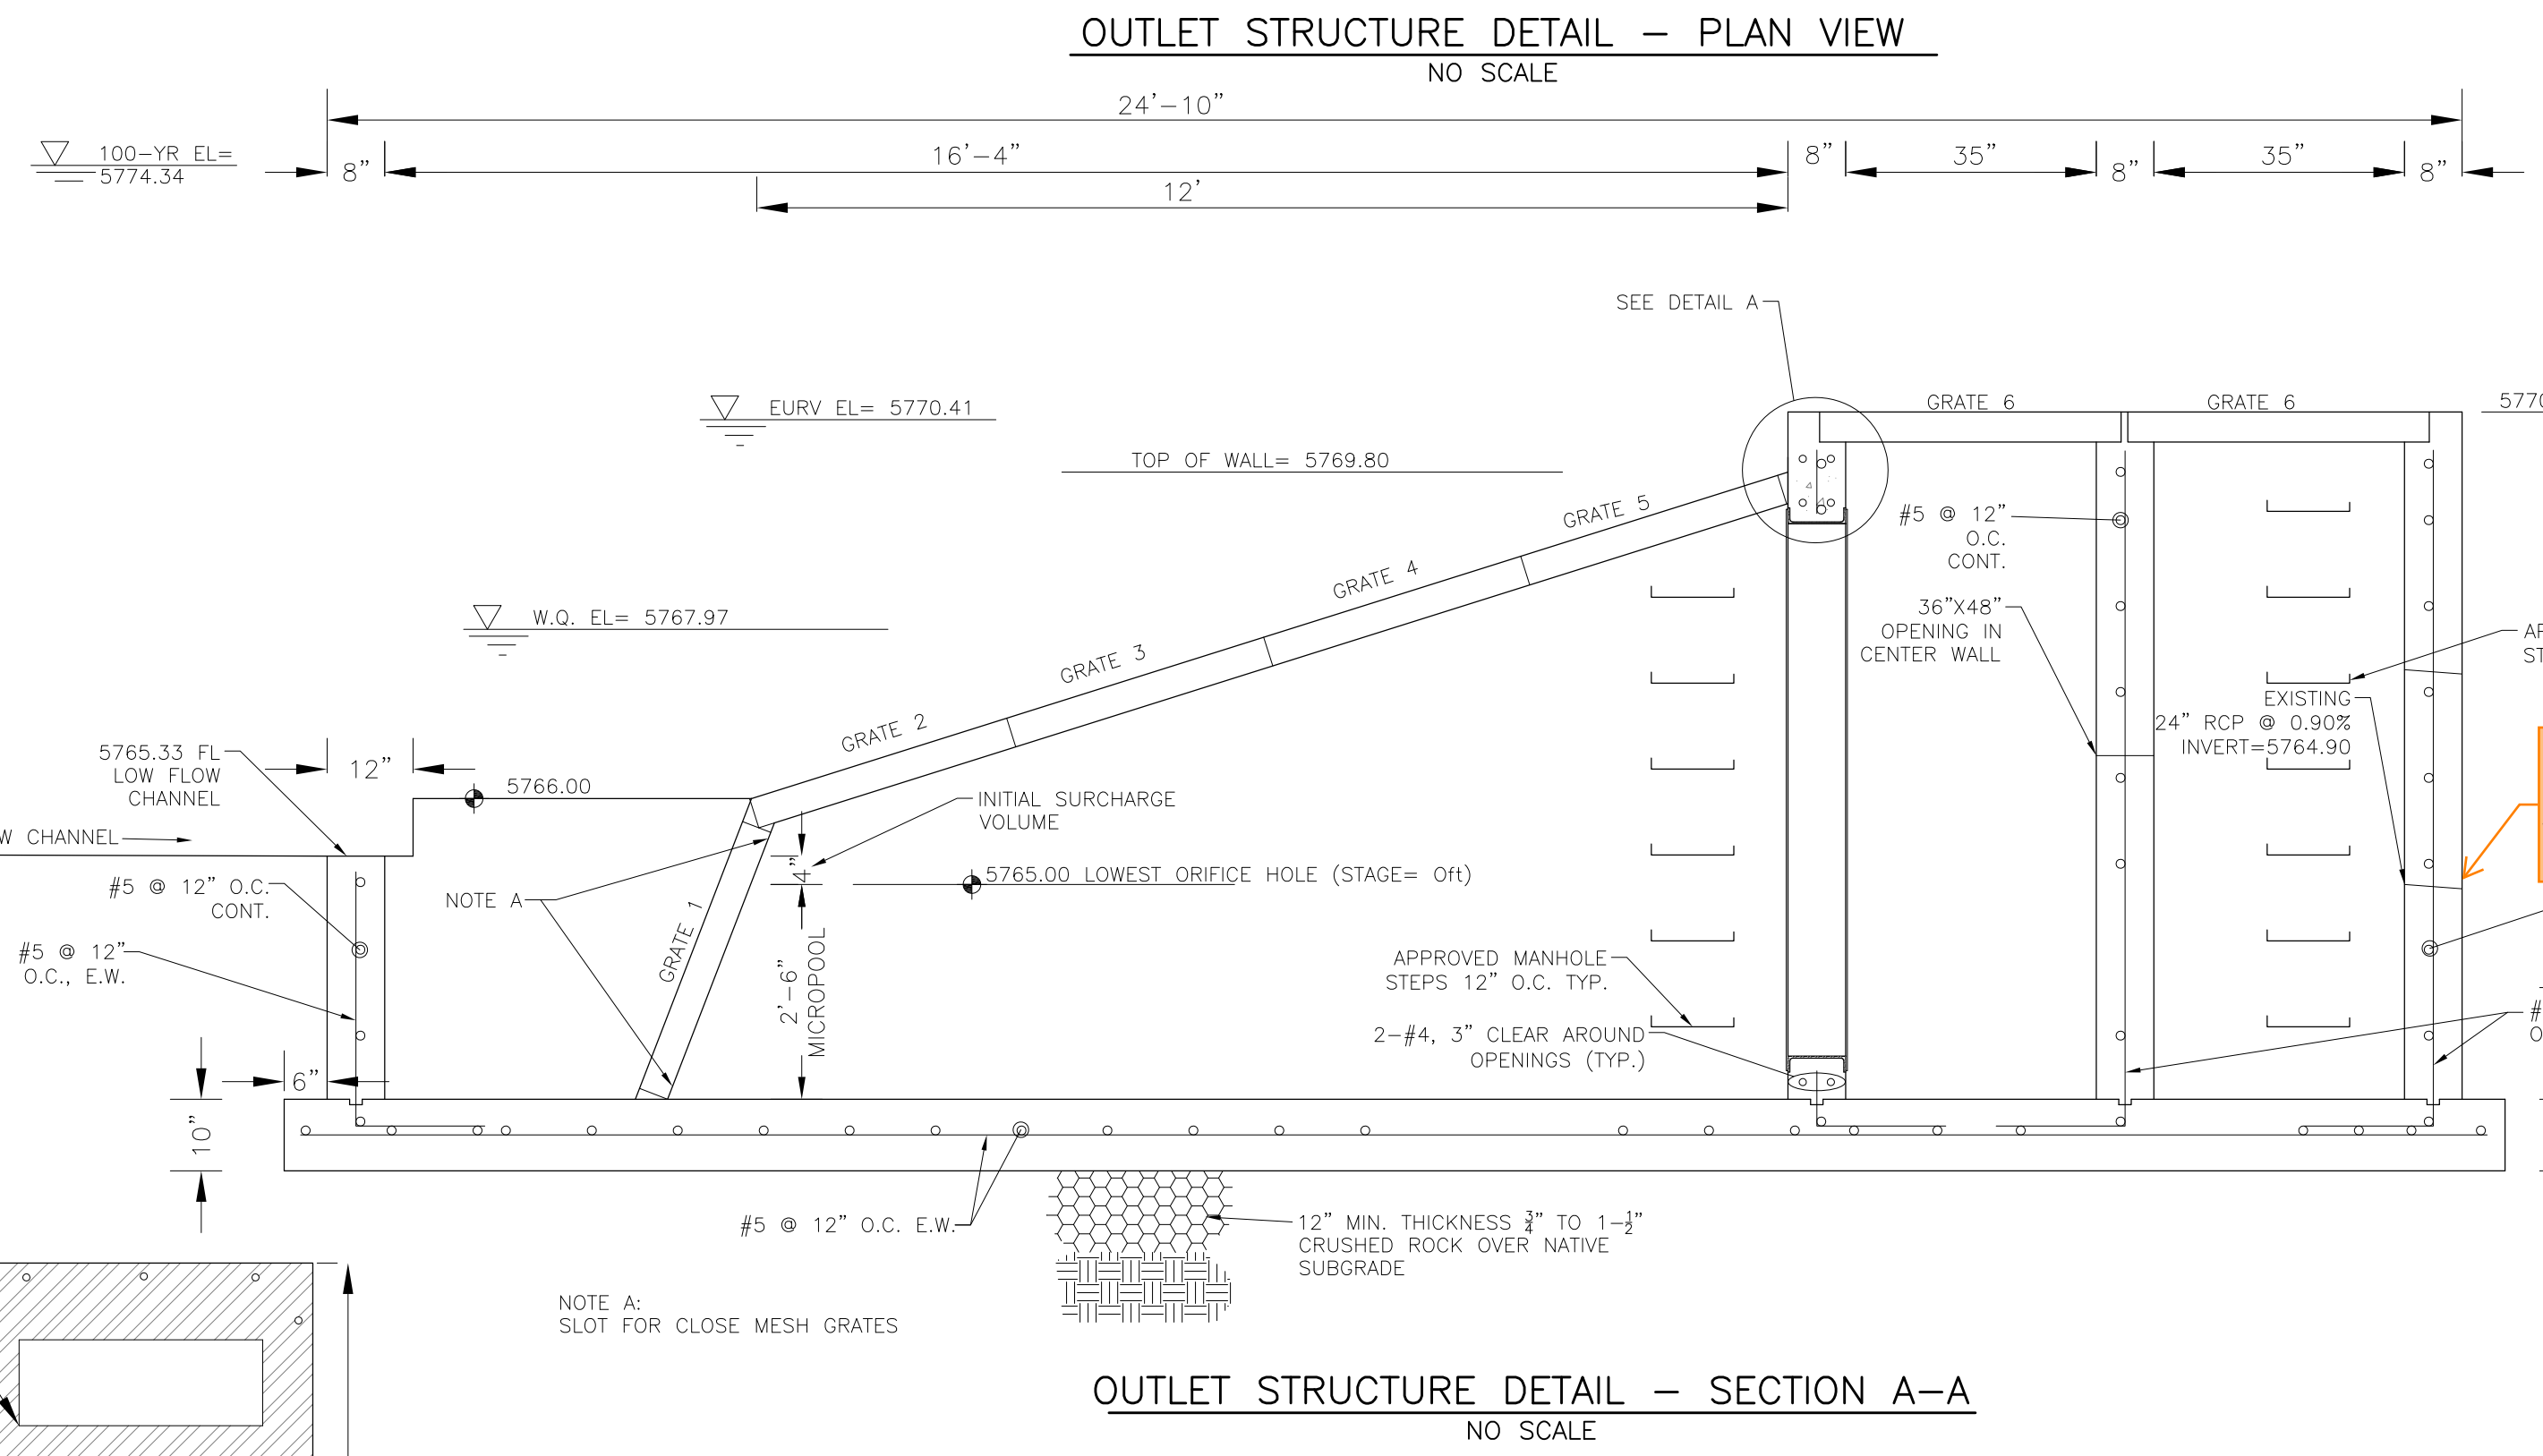 OUTLET STRUCTURE DETAIL – PLAN VIEW
NO SCALE
24'–10"
100–YR EL=
5774.34
8"
16'–4"
8"
35"
8"
35"
8"
12'
SEE DETAIL A
EURV EL= 5770.41
GRATE 6
GRATE 6
5770
TOP OF WALL= 5769.80
GRATE 5
#5 @ 12"
O.C.
CONT.
GRATE 4
W.Q. EL= 5767.97
36"X48"
OPENING IN
CENTER WALL
GRATE 3
EXISTING
24" RCP @ 0.90%
INVERT=5764.90
GRATE 2
5765.33 FL
LOW FLOW
CHANNEL
12"
5766.00
INITIAL SURCHARGE
VOLUME
W CHANNEL
4"
5765.00 LOWEST ORIFICE HOLE (STAGE= 0ft)
#5 @ 12" O.C.
CONT.
NOTE A
GRATE 1
#5 @ 12"
O.C., E.W.
2'–6"
MICROPOOL
APPROVED MANHOLE
STEPS 12" O.C. TYP.
2–#4, 3" CLEAR AROUND
OPENINGS (TYP.)
6"
10"
#5 @ 12" O.C. E.W.
12" MIN. THICKNESS 3/4" TO 1–1/2"
CRUSHED ROCK OVER NATIVE
SUBGRADE
NOTE A:
SLOT FOR CLOSE MESH GRATES
OUTLET STRUCTURE DETAIL – SECTION A–A
NO SCALE